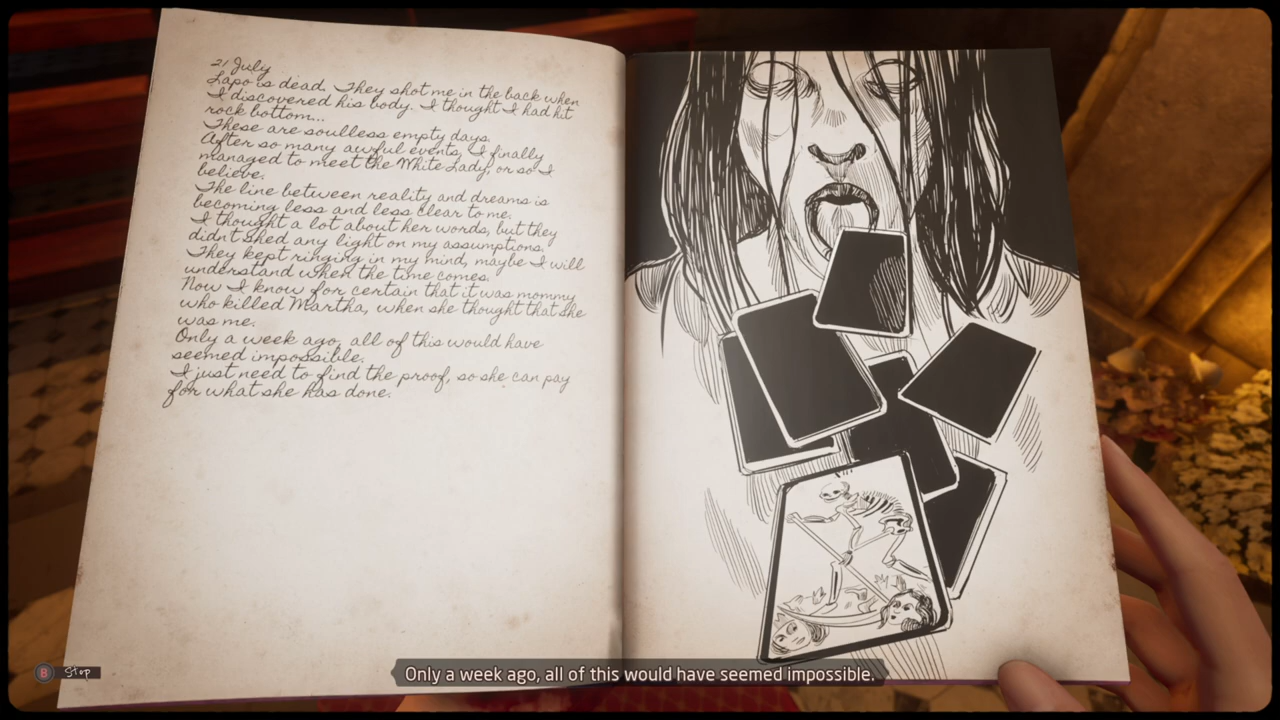 21 July
Lapo is dead. They shot me in the back when
I discovered his body. I thought I had hit
rock bottom...
These are soulless empty days.
After so many awful events, I finally
managed to meet the White Lady, or so I
believe.
The line between reality and dreams is
becoming less and less clear to me.
I thought a lot about her words, but they
didn't shed any light on my assumptions.
They kept ringing in my mind, maybe I will
understand when the time comes.
Now I know for certain that it was mommy
who killed Martha, when she thought that she
was me.
Only a week ago, all of this would have
seemed impossible.
I just need to find the proof, so she can pay
for what she has done.
XIII
B Stop
Only a week ago, all of this would have seemed impossible.